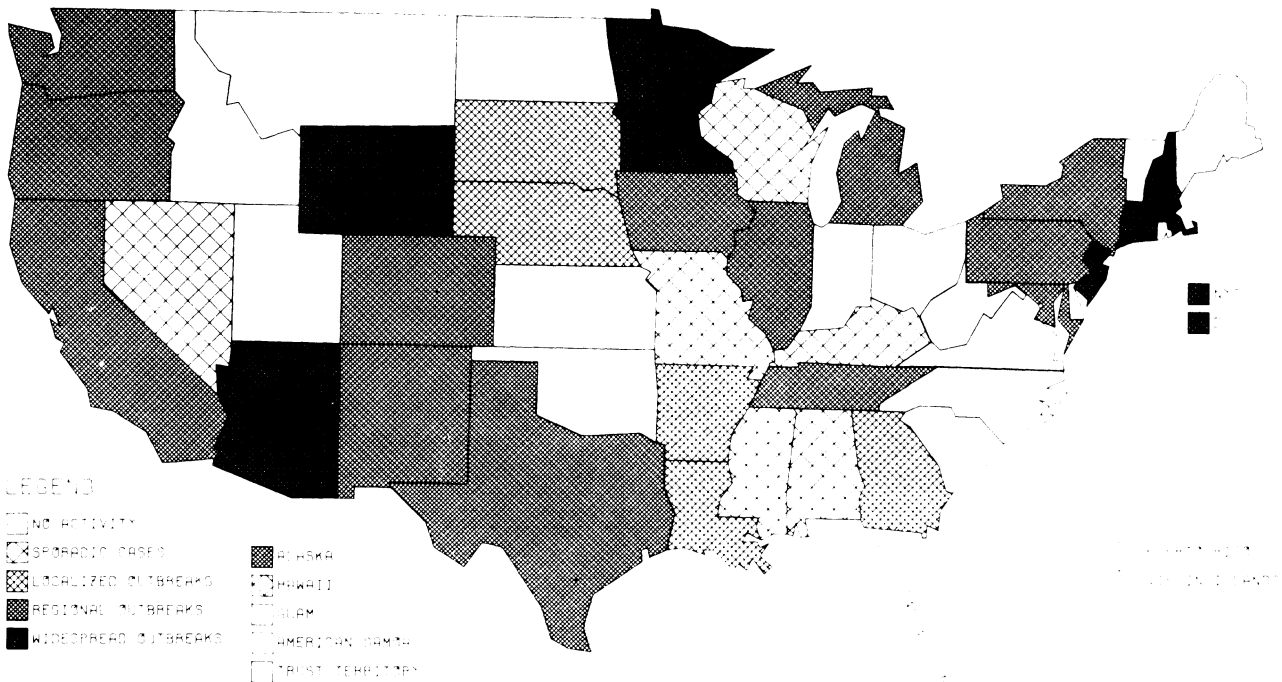 LEGEND
NO ACTIVITY
SPORADIC CASES
LOCALIZED OUTBREAKS
REGIONAL OUTBREAKS
WIDESPREAD OUTBREAKS
ALASKA
HAWAII
GUAM
AMERICAN SAMOA
TRUST TERRITORY